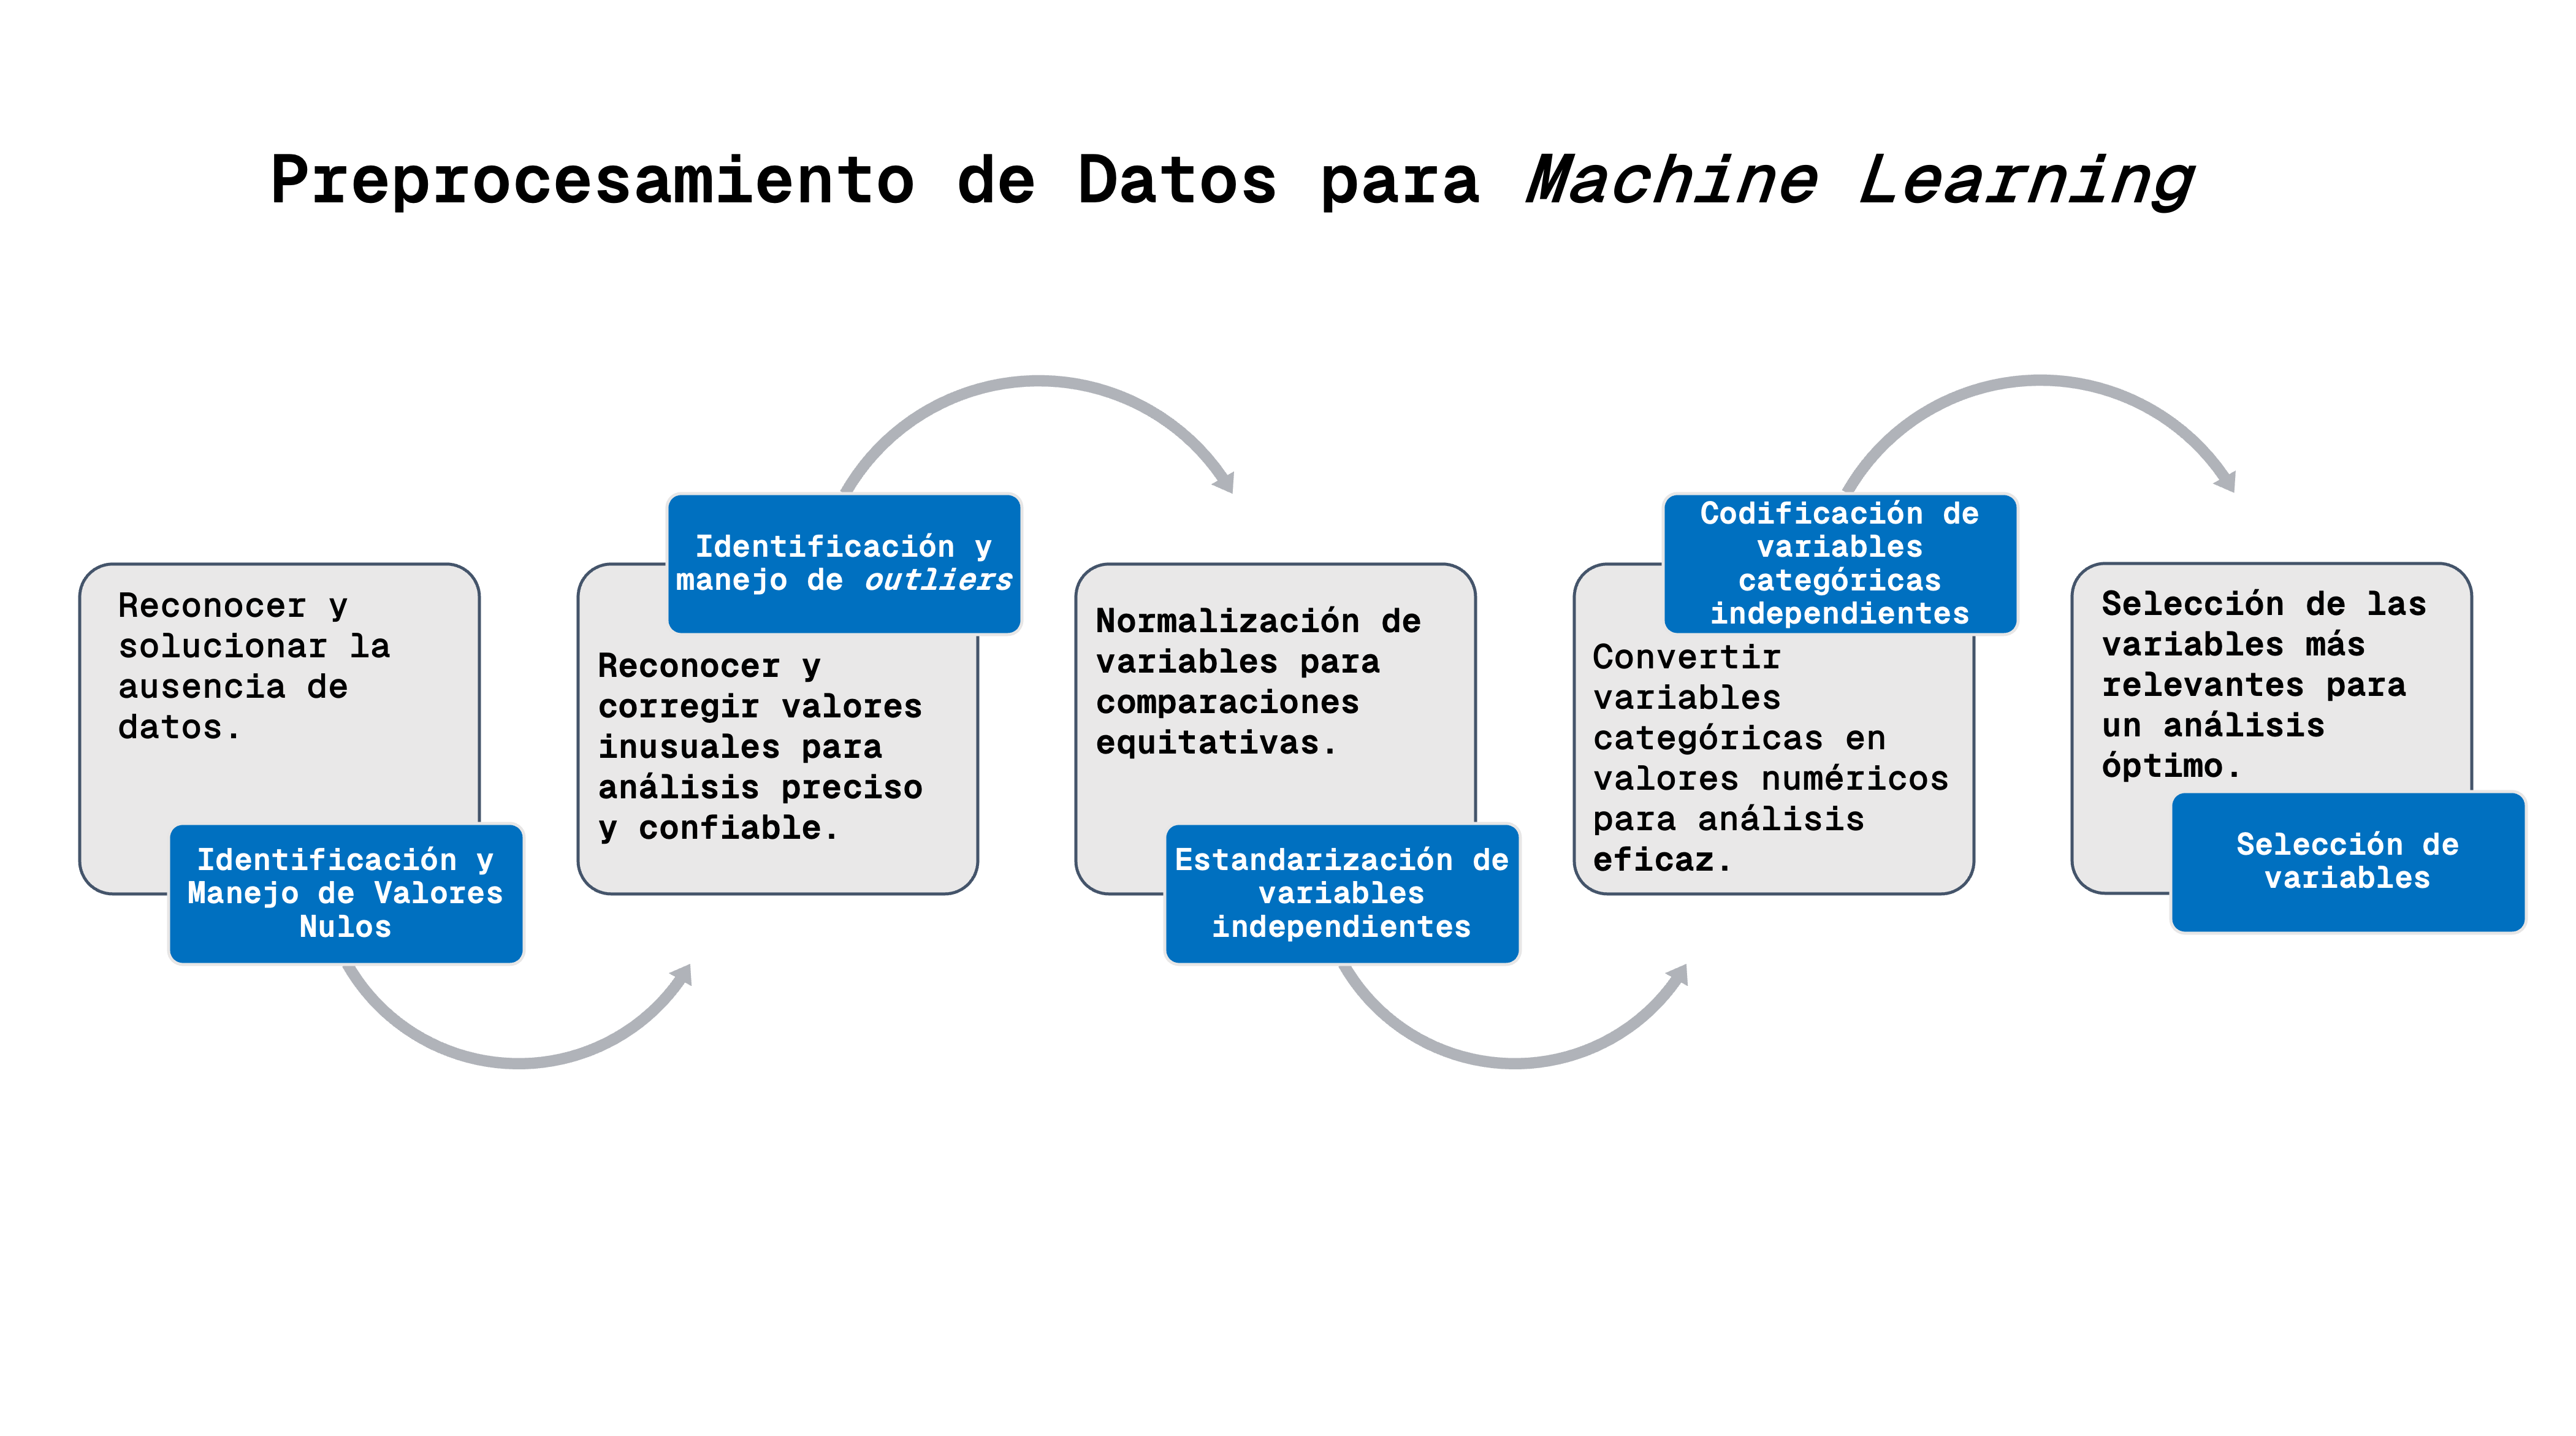 Preprocesamiento de Datos para Machine Learning
Reconocer y
solucionar la
ausencia de
datos.
Identificación y
Manejo de Valores
Nulos
Identificación y
manejo de outliers
Reconocer y
corregir valores
inusuales para
análisis preciso
y confiable.
Normalización de
variables para
comparaciones
equitativas.
Estandarización de
variables
independientes
Codificación de
variables
categóricas
independientes
Convertir
variables
categóricas en
valores numéricos
para análisis
eficaz.
Selección de las
variables más
relevantes para
un análisis
óptimo.
Selección de
variables